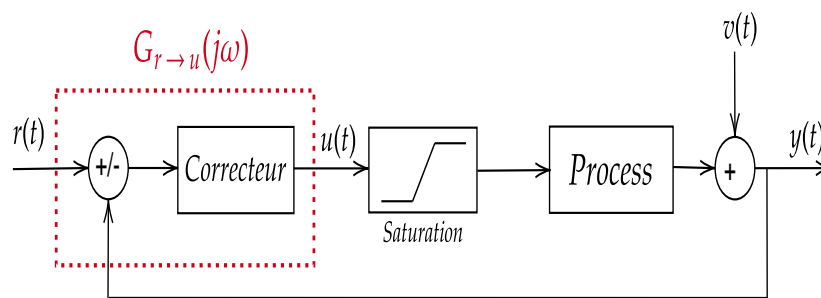 G_{r→u}(jω)
v(t)
r(t)
+/-
Correcteur
u(t)
Saturation
Process
+
y(t)